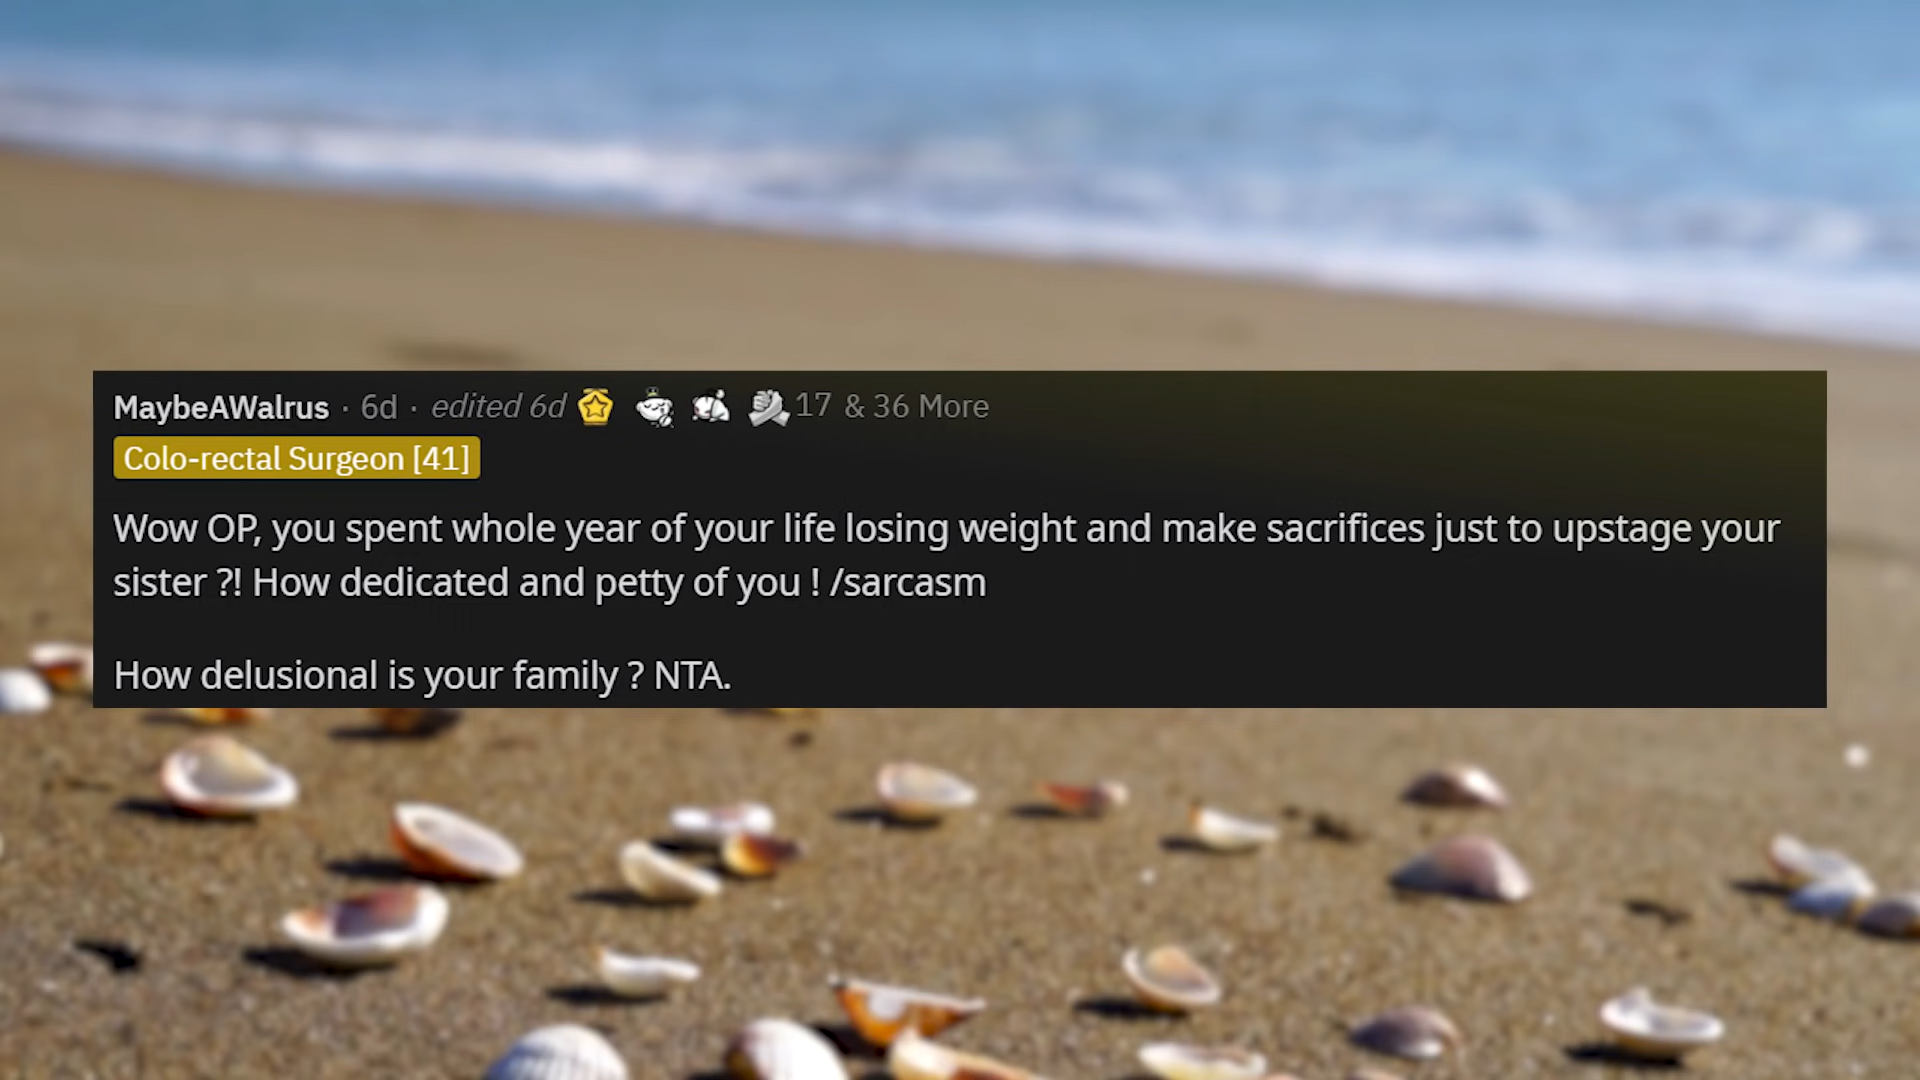 MaybeAWalrus · 6d · edited 6d 17 & 36 More
Colo-rectal Surgeon [41]
Wow OP, you spent whole year of your life losing weight and make sacrifices just to upstage your
sister ?! How dedicated and petty of you ! /sarcasm
How delusional is your family ? NTA.